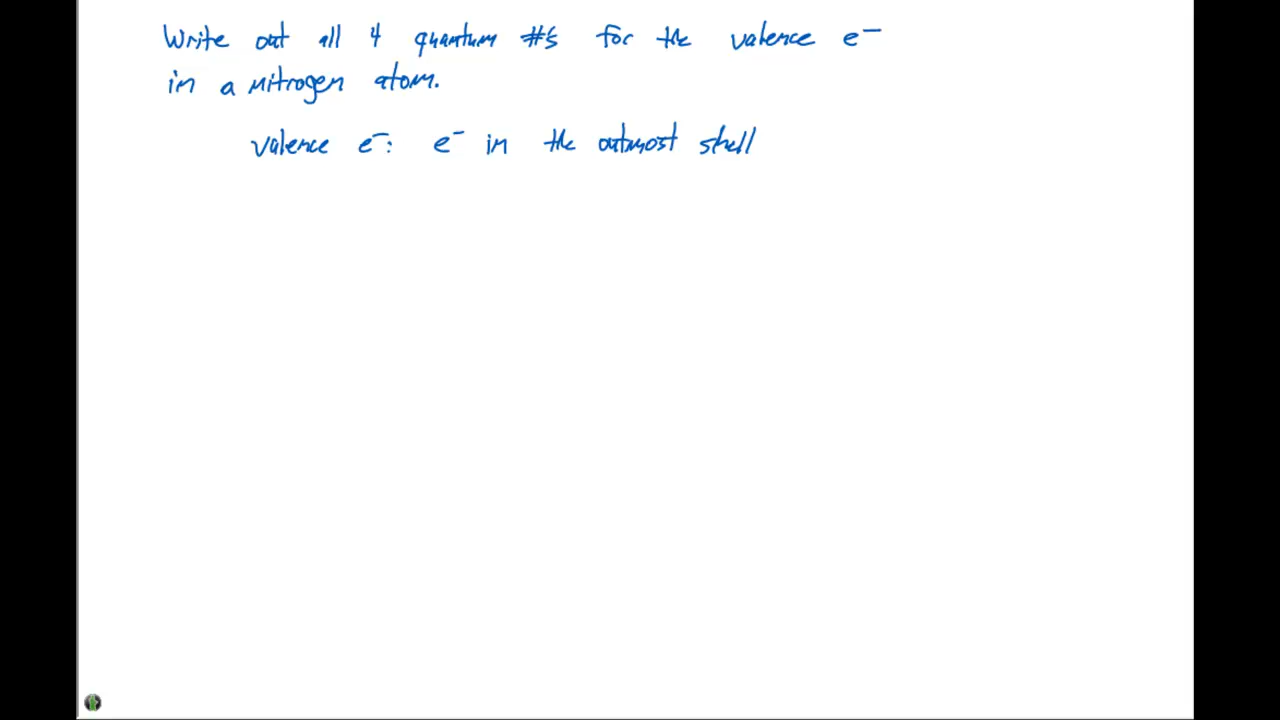 Write out all 4 quantum #s for the valence e⁻
in a nitrogen atom.
valence e⁻: e⁻ in the outmost shell